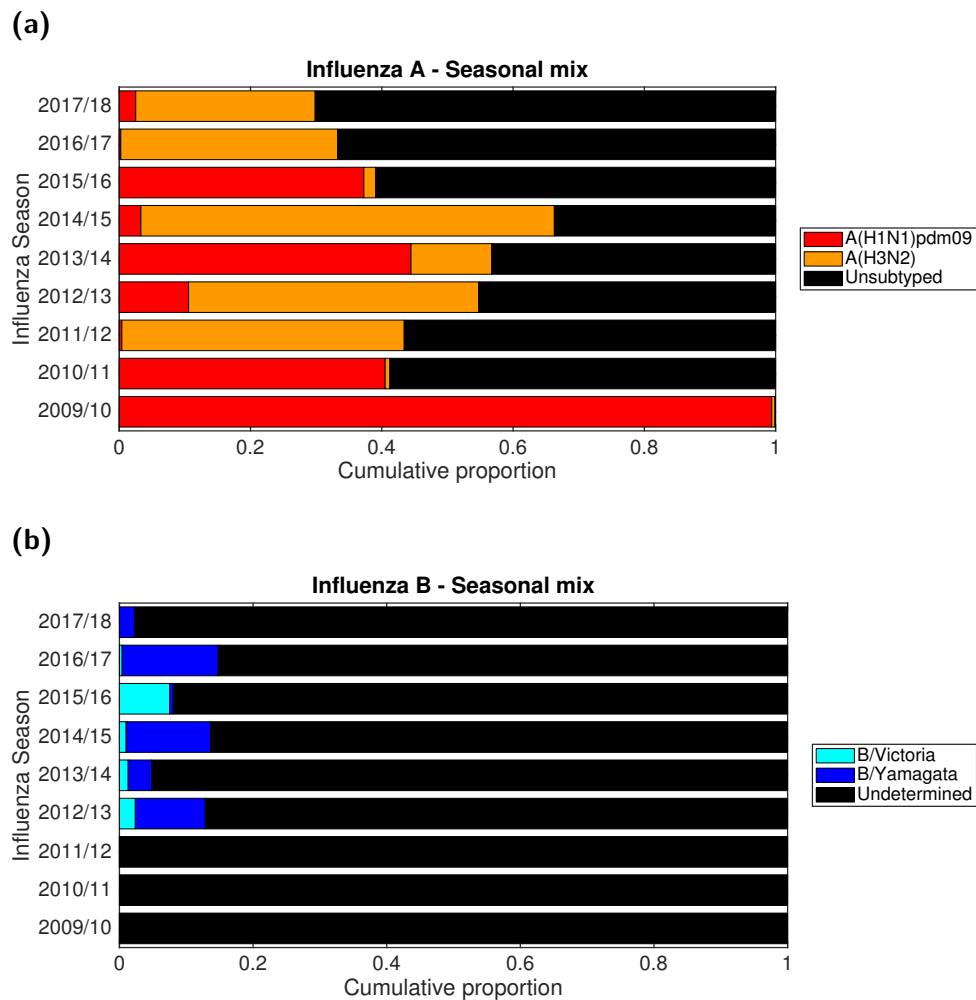 (a)
Influenza A - Seasonal mix
Influenza Season
2017/18
2016/17
2015/16
2014/15
2013/14
2012/13
2011/12
2010/11
2009/10
0 0.2 0.4 0.6 0.8 1
Cumulative proportion
A(H1N1)pdm09
A(H3N2)
Unsubtyped
(b)
Influenza B - Seasonal mix
Influenza Season
2017/18
2016/17
2015/16
2014/15
2013/14
2012/13
2011/12
2010/11
2009/10
0 0.2 0.4 0.6 0.8 1
Cumulative proportion
B/Victoria
B/Yamagata
Undetermined